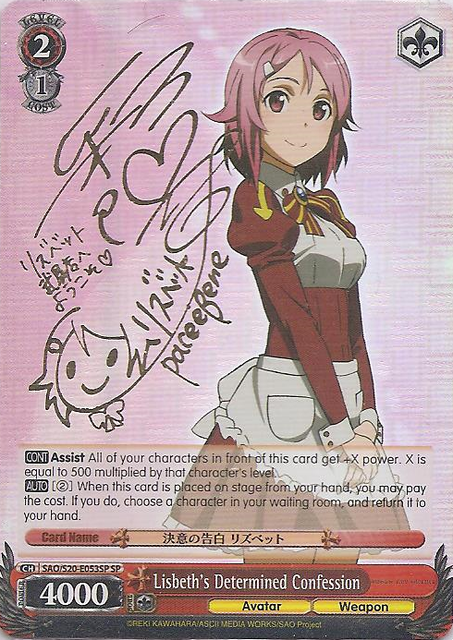 LEVEL
2
1
COST
リズベット
武具店へ
ようこそ♡
リズベット
CONT Assist All of your characters in front of this card get +X power. X is
equal to 500 multiplied by that character's level.
AUTO [②] When this card is placed on stage from your hand, you may pay
the cost. If you do, choose a character in your waiting room, and return it to
your hand.
Card Name 決意の告白 リズベット
CH SAO/S20-E053SP SP
Lisbeth's Determined Confession
POWER 4000 SOUL
Avatar Weapon
©REKI KAWAHARA/ASCII MEDIA WORKS/SAO Project